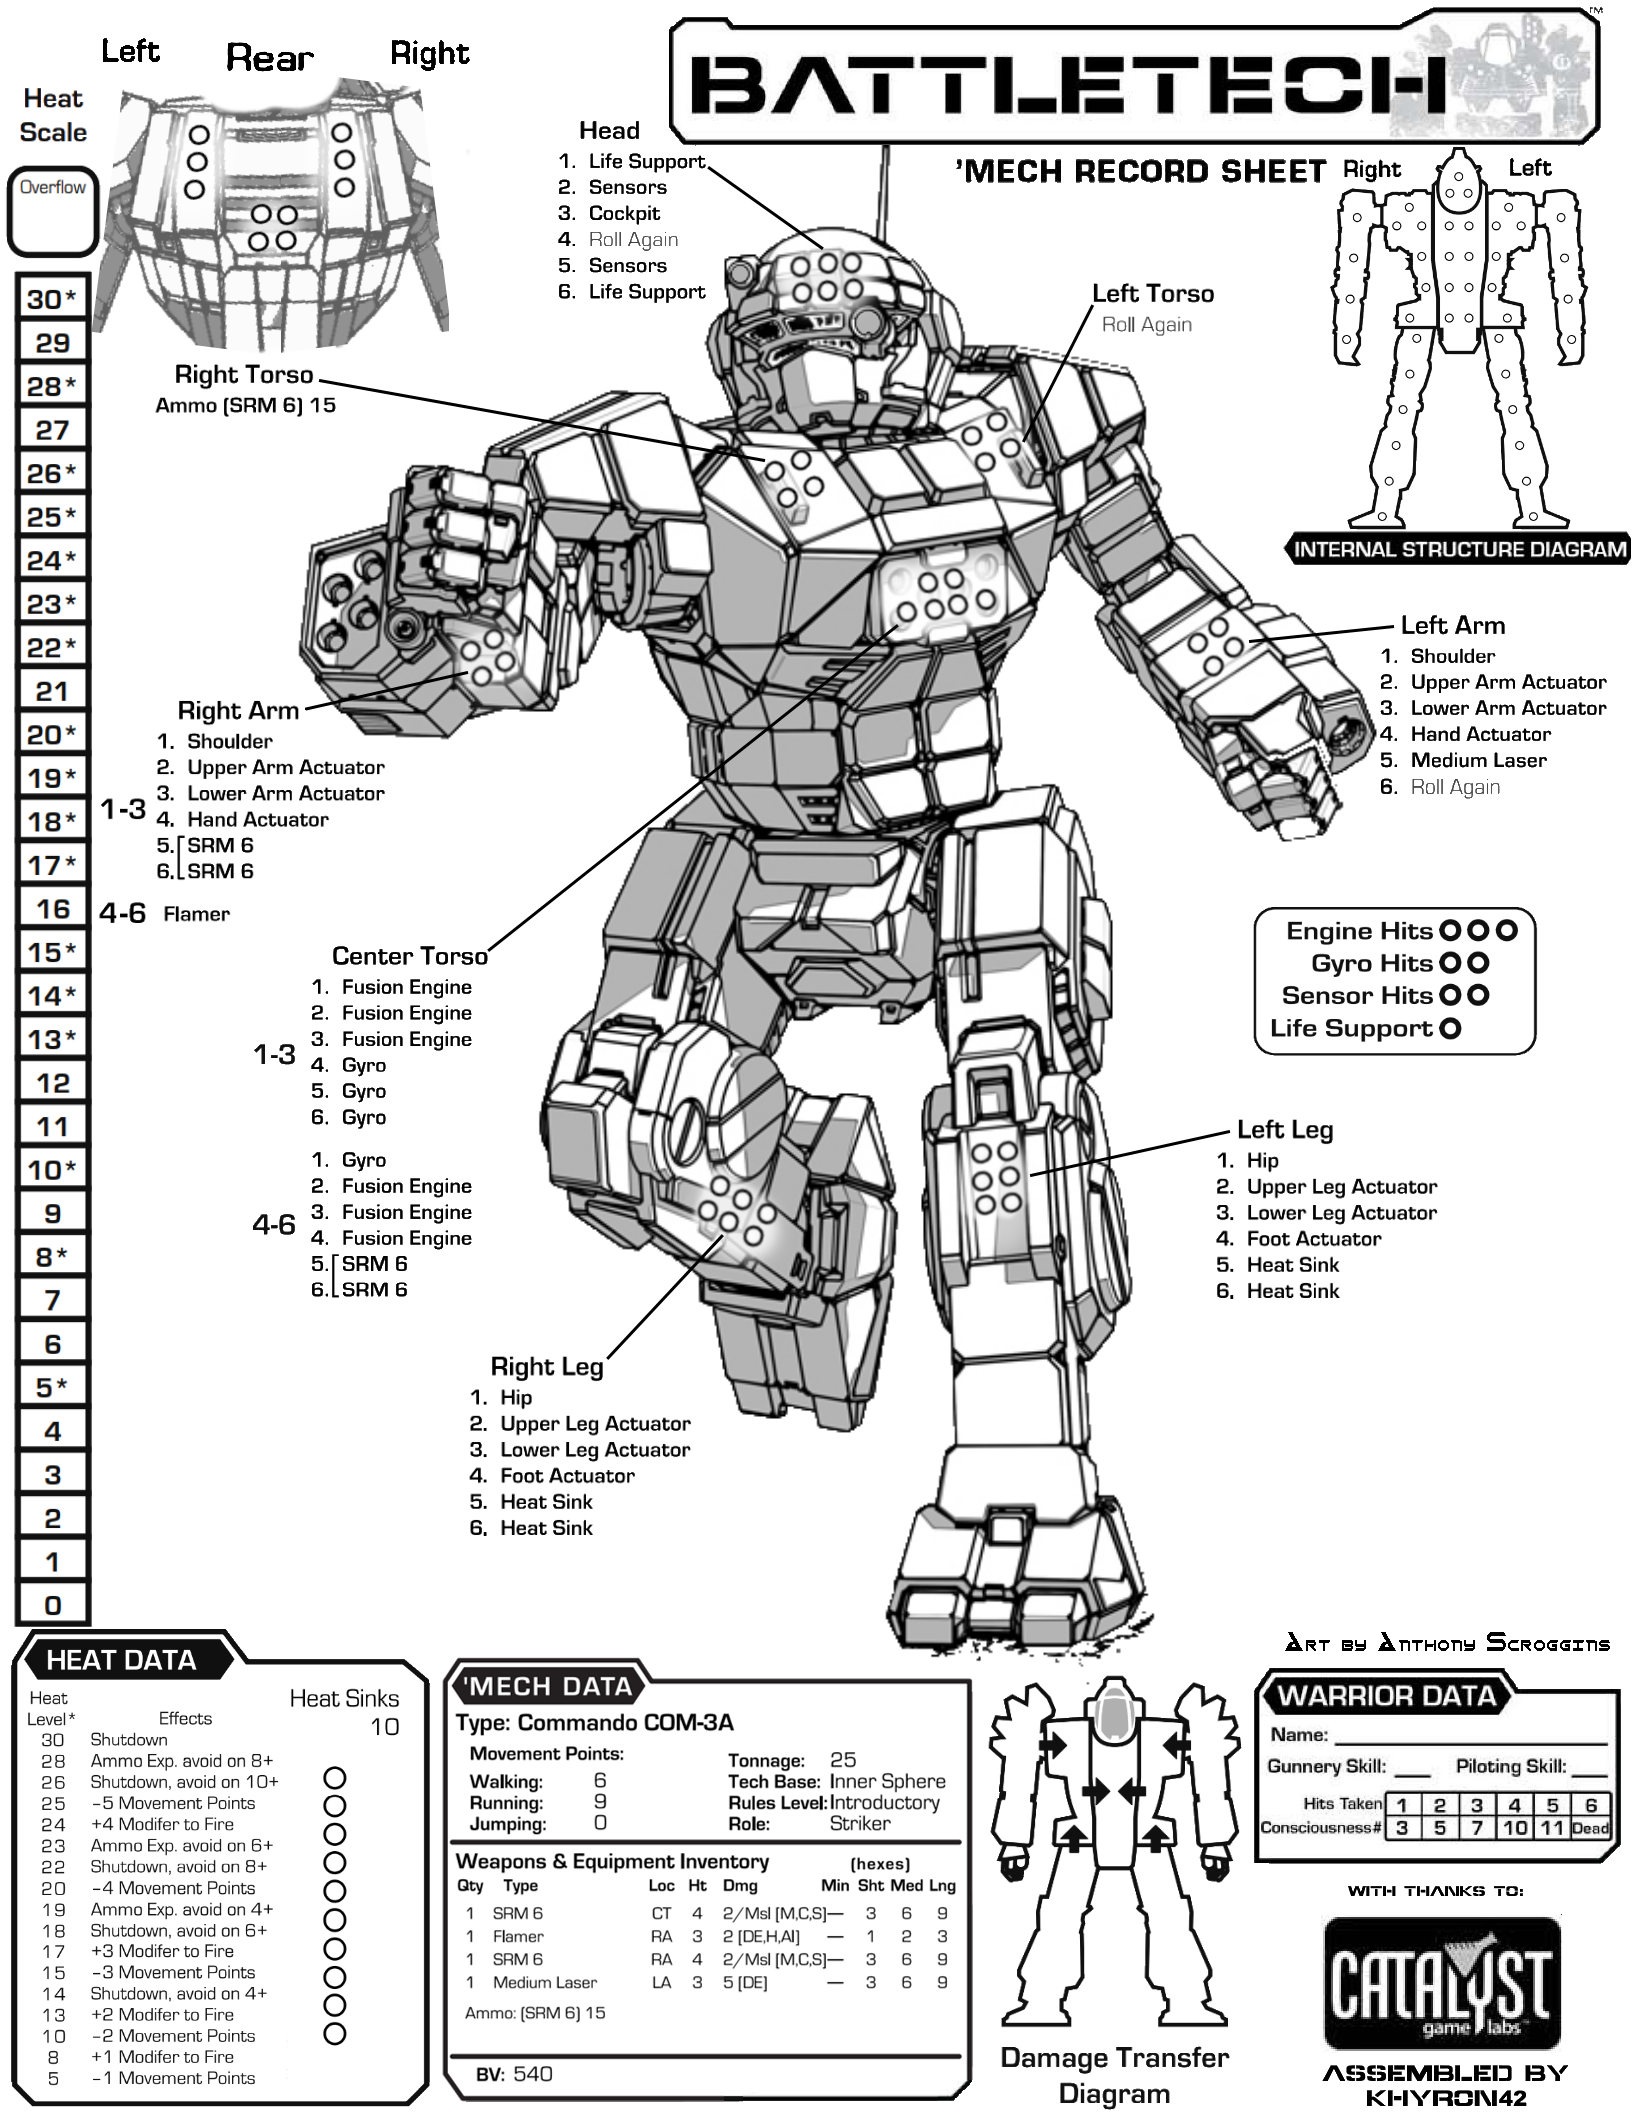 Left Rear Right
Heat
Scale
Overflow
30*
29
28*
27
26*
25*
24*
23*
22*
21
20*
19*
18*
17*
16
15*
14*
13*
12
11
10*
9
8*
7
6
5*
4
3
2
1
0
BATTLETECH
TM
'MECH RECORD SHEET
Head
1. Life Support
2. Sensors
3. Cockpit
4. Roll Again
5. Sensors
6. Life Support
Right Left
INTERNAL STRUCTURE DIAGRAM
Left Torso
Roll Again
Right Torso
Ammo (SRM 6) 15
Left Arm
1. Shoulder
2. Upper Arm Actuator
3. Lower Arm Actuator
4. Hand Actuator
5. Medium Laser
6. Roll Again
Right Arm
1-3
1. Shoulder
2. Upper Arm Actuator
3. Lower Arm Actuator
4. Hand Actuator
5. SRM 6
6. SRM 6
4-6 Flamer
Engine Hits
Gyro Hits
Sensor Hits
Life Support
Center Torso
1-3
1. Fusion Engine
2. Fusion Engine
3. Fusion Engine
4. Gyro
5. Gyro
6. Gyro
4-6
1. Gyro
2. Fusion Engine
3. Fusion Engine
4. Fusion Engine
5. SRM 6
6. SRM 6
Left Leg
1. Hip
2. Upper Leg Actuator
3. Lower Leg Actuator
4. Foot Actuator
5. Heat Sink
6. Heat Sink
Right Leg
1. Hip
2. Upper Leg Actuator
3. Lower Leg Actuator
4. Foot Actuator
5. Heat Sink
6. Heat Sink
HEAT DATA
Heat
Level* Effects
Heat Sinks
10
30 Shutdown
28 Ammo Exp. avoid on 8+
26 Shutdown, avoid on 10+
25 -5 Movement Points
24 +4 Modifer to Fire
23 Ammo Exp. avoid on 6+
22 Shutdown, avoid on 8+
20 -4 Movement Points
19 Ammo Exp. avoid on 4+
18 Shutdown, avoid on 6+
17 +3 Modifer to Fire
15 -3 Movement Points
14 Shutdown, avoid on 4+
13 +2 Modifer to Fire
10 -2 Movement Points
8 +1 Modifer to Fire
5 -1 Movement Points
'MECH DATA
Type: Commando COM-3A
Movement Points:
Walking: 6
Running: 9
Jumping: 0
Tonnage: 25
Tech Base: Inner Sphere
Rules Level: Introductory
Role: Striker
Weapons & Equipment Inventory (hexes)
Qty Type Loc Ht Dmg Min Sht Med Lng
1 SRM 6 CT 4 2/Msl [M,C,S] — 3 6 9
1 Flamer RA 3 2 [DE,H,AI] — 1 2 3
1 SRM 6 RA 4 2/Msl [M,C,S] — 3 6 9
1 Medium Laser LA 3 5 [DE] — 3 6 9
Ammo: (SRM 6) 15
BV: 540
Damage Transfer
Diagram
Art by Anthony Scroggins
WARRIOR DATA
Name:
Gunnery Skill: Piloting Skill:
Hits Taken 1 2 3 4 5 6
Consciousness# 3 5 7 10 11 Dead
WITH THANKS TO:
CATALYST
game labs
ASSEMBLED BY
KHYRON42